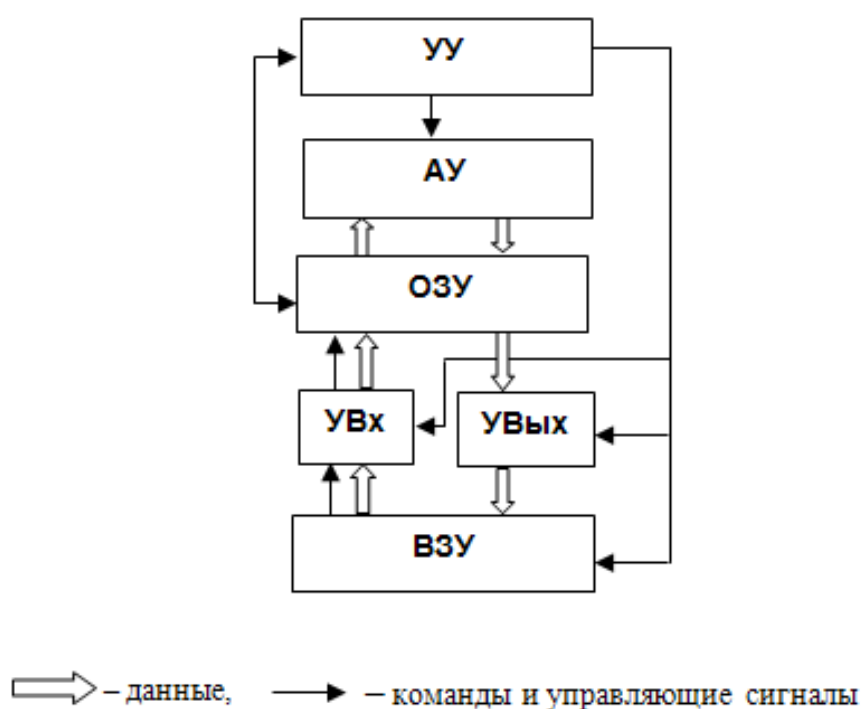 УУ
АУ
ОЗУ
УВх УВых
ВЗУ
– данные, – команды и управляющие сигналы